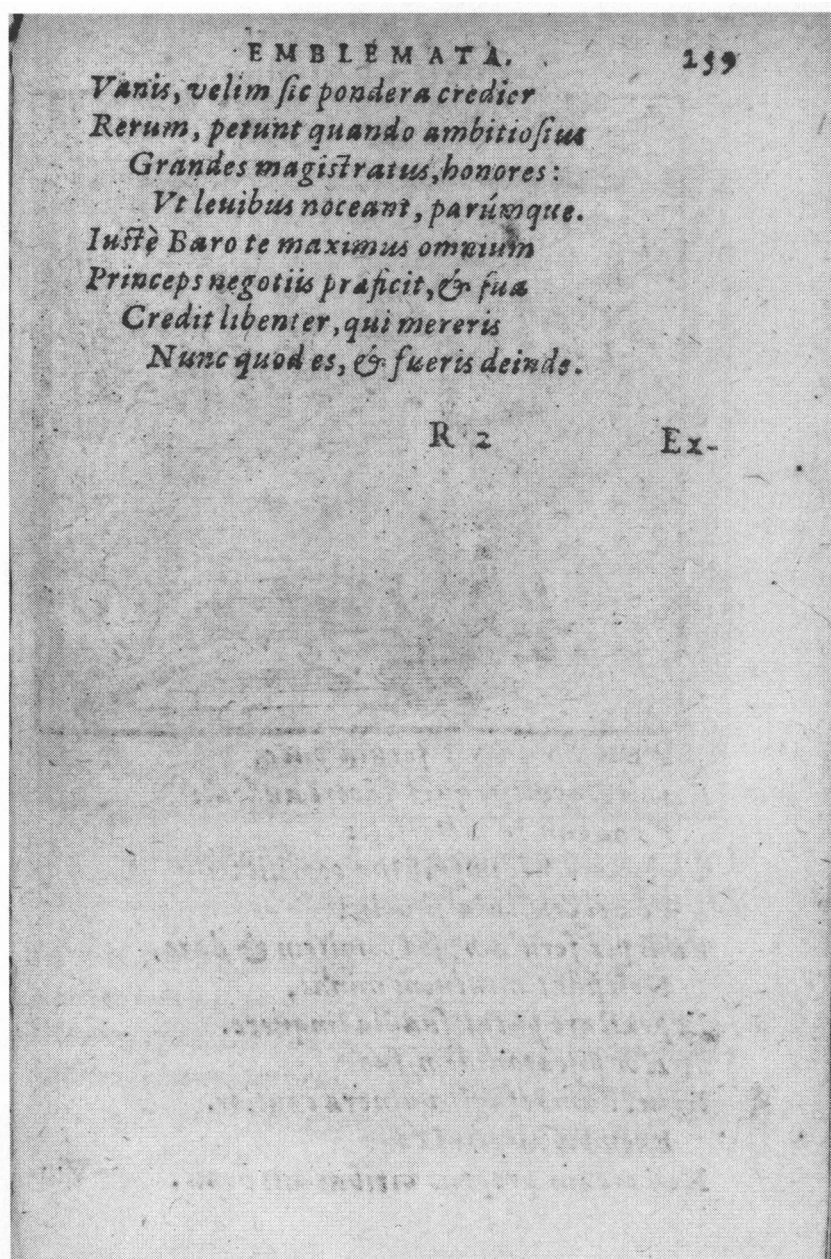 EMBLEMATA. 259
Vanis, velim ſic pondera credier
Rerum, petunt quando ambitioſius
Grandes magiſtratus, honores:
Vt leuibus noceant, parúmque.
Iuſtè Baro te maximus omnium
Princeps negotiis præficit, & ſua
Credit libenter, qui mereris
Nunc quod es, & fueris deinde.
R 2 Ex-